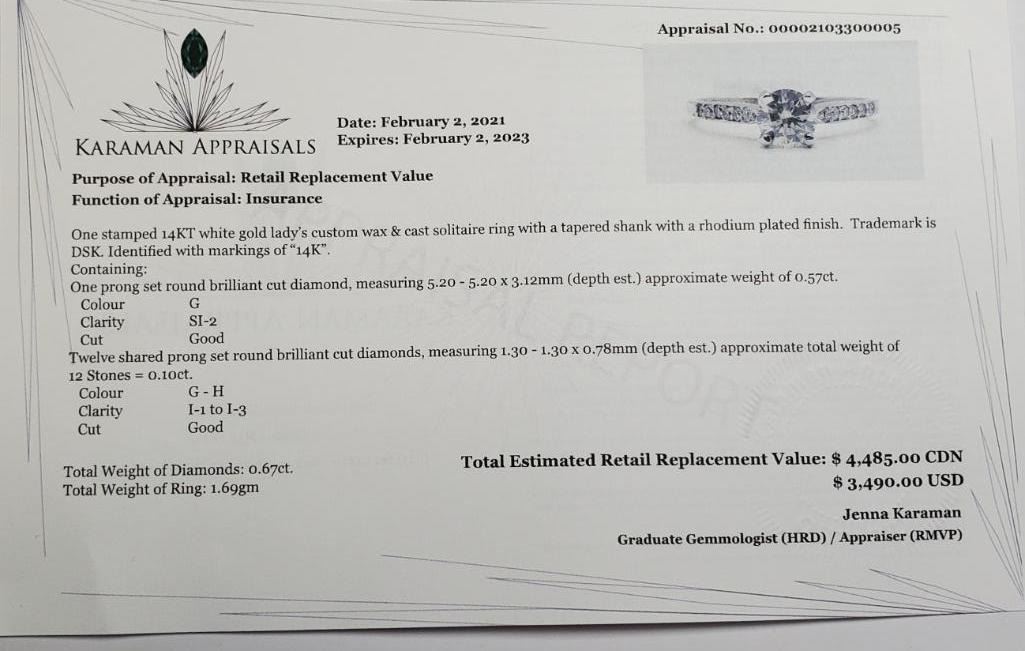 Appraisal No.: 00002103300005
KARAMAN APPRAISALS
Date: February 2, 2021
Expires: February 2, 2023
Purpose of Appraisal: Retail Replacement Value
Function of Appraisal: Insurance
One stamped 14KT white gold lady's custom wax & cast solitaire ring with a tapered shank with a rhodium plated finish. Trademark is
DSK. Identified with markings of "14K".
Containing:
One prong set round brilliant cut diamond, measuring 5.20 - 5.20 x 3.12mm (depth est.) approximate weight of 0.57ct.
Colour G
Clarity SI-2
Cut Good
Twelve shared prong set round brilliant cut diamonds, measuring 1.30 - 1.30 x 0.78mm (depth est.) approximate total weight of
12 Stones = 0.10ct.
Colour G - H
Clarity I-1 to I-3
Cut Good
Total Weight of Diamonds: 0.67ct.
Total Weight of Ring: 1.69gm
Total Estimated Retail Replacement Value: $ 4,485.00 CDN
$ 3,490.00 USD
Jenna Karaman
Graduate Gemmologist (HRD) / Appraiser (RMVP)